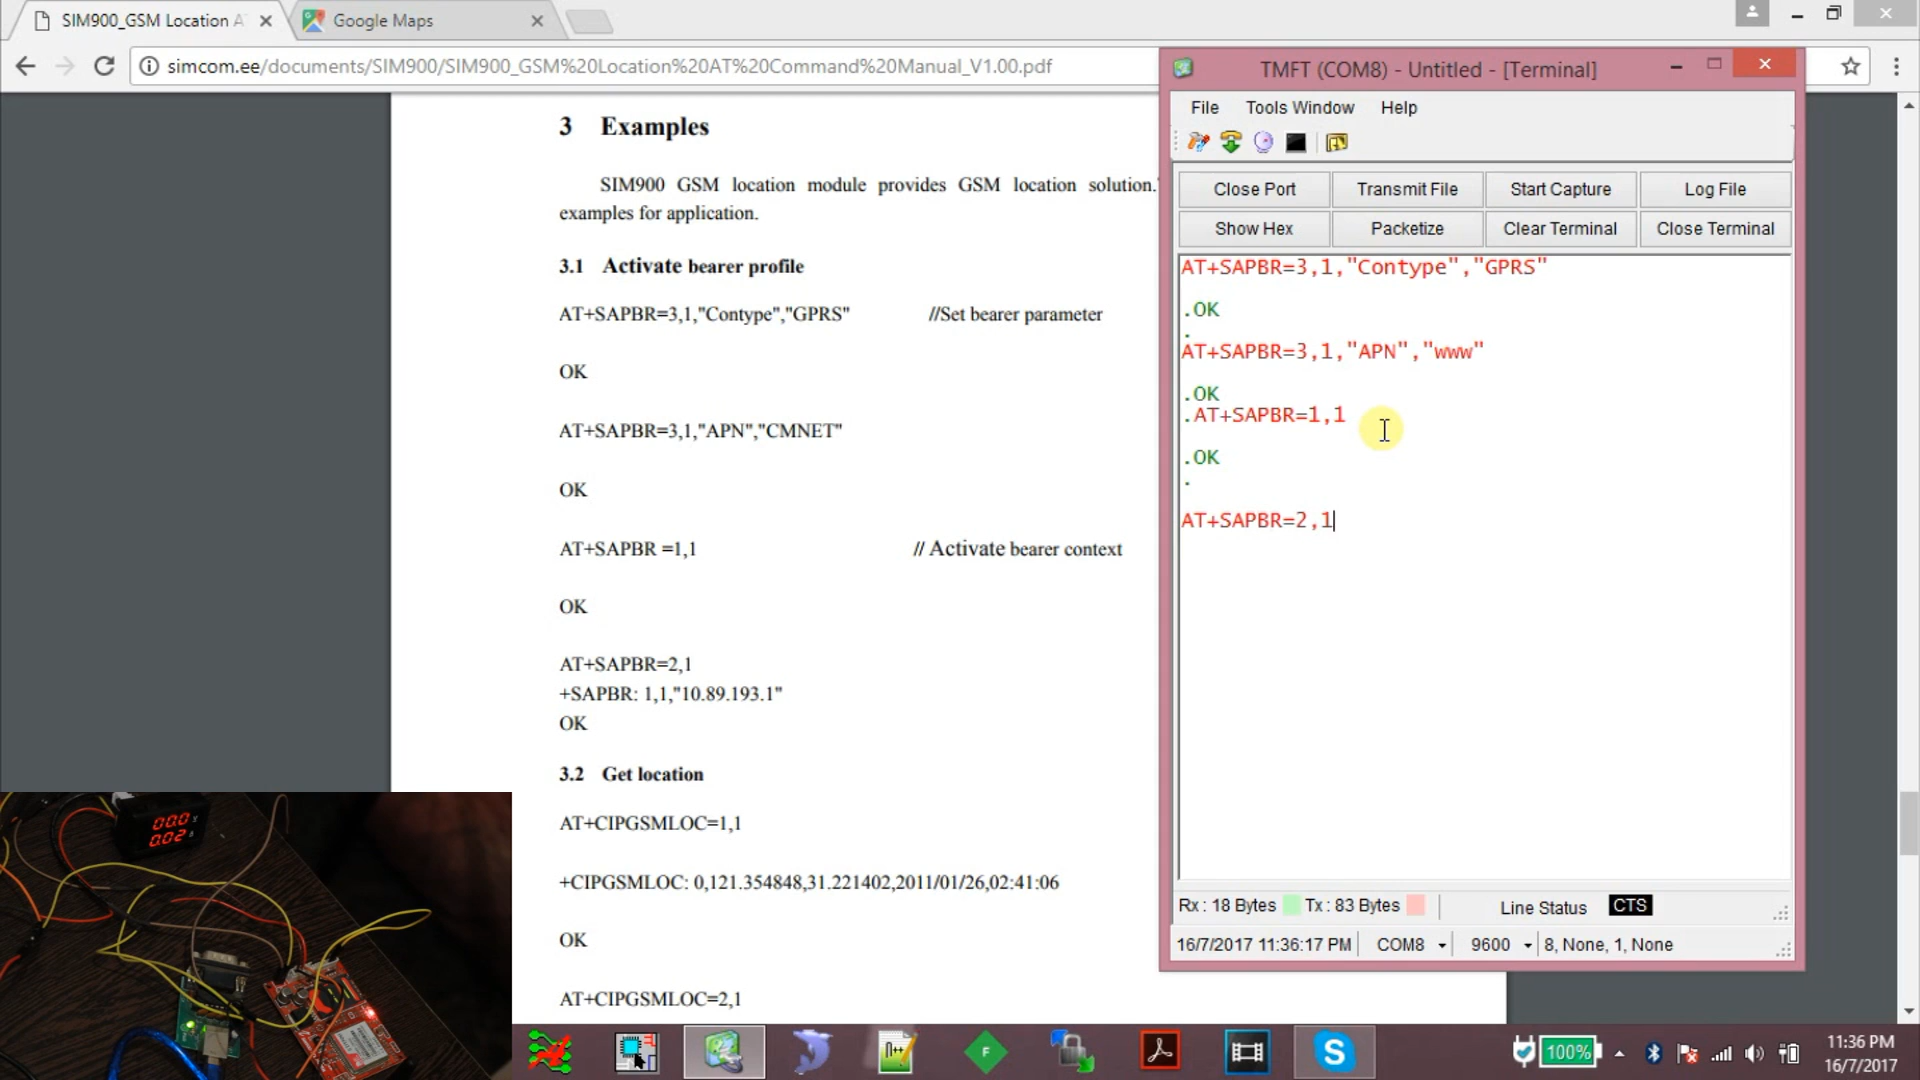 SIM900_GSM Location A
Google Maps
simcom.ee/documents/SIM900/SIM900_GSM%20Location%20AT%20Command%20Manual_V1.00.pdf
3 Examples
SIM900 GSM location module provides GSM location solution.
examples for application.
3.1 Activate bearer profile
AT+SAPBR=3,1,"Contype","GPRS" //Set bearer parameter
OK
AT+SAPBR=3,1,"APN","CMNET"
OK
AT+SAPBR =1,1 // Activate bearer context
OK
AT+SAPBR=2,1
+SAPBR: 1,1,"10.89.193.1"
OK
3.2 Get location
AT+CIPGSMLOC=1,1
+CIPGSMLOC: 0,121.354848,31.221402,2011/01/26,02:41:06
OK
AT+CIPGSMLOC=2,1
TMFT (COM8) - Untitled - [Terminal]
File Tools Window Help
Close Port Transmit File Start Capture Log File
Show Hex Packetize Clear Terminal Close Terminal
AT+SAPBR=3,1,"Contype","GPRS"
.OK
.
AT+SAPBR=3,1,"APN","www"
.OK
.AT+SAPBR=1,1
.OK
.
AT+SAPBR=2,1
Rx : 18 Bytes Tx : 83 Bytes Line Status CTS
16/7/2017 11:36:17 PM COM8 9600 8, None, 1, None
00.0
0.02
100%
11:36 PM
16/7/2017